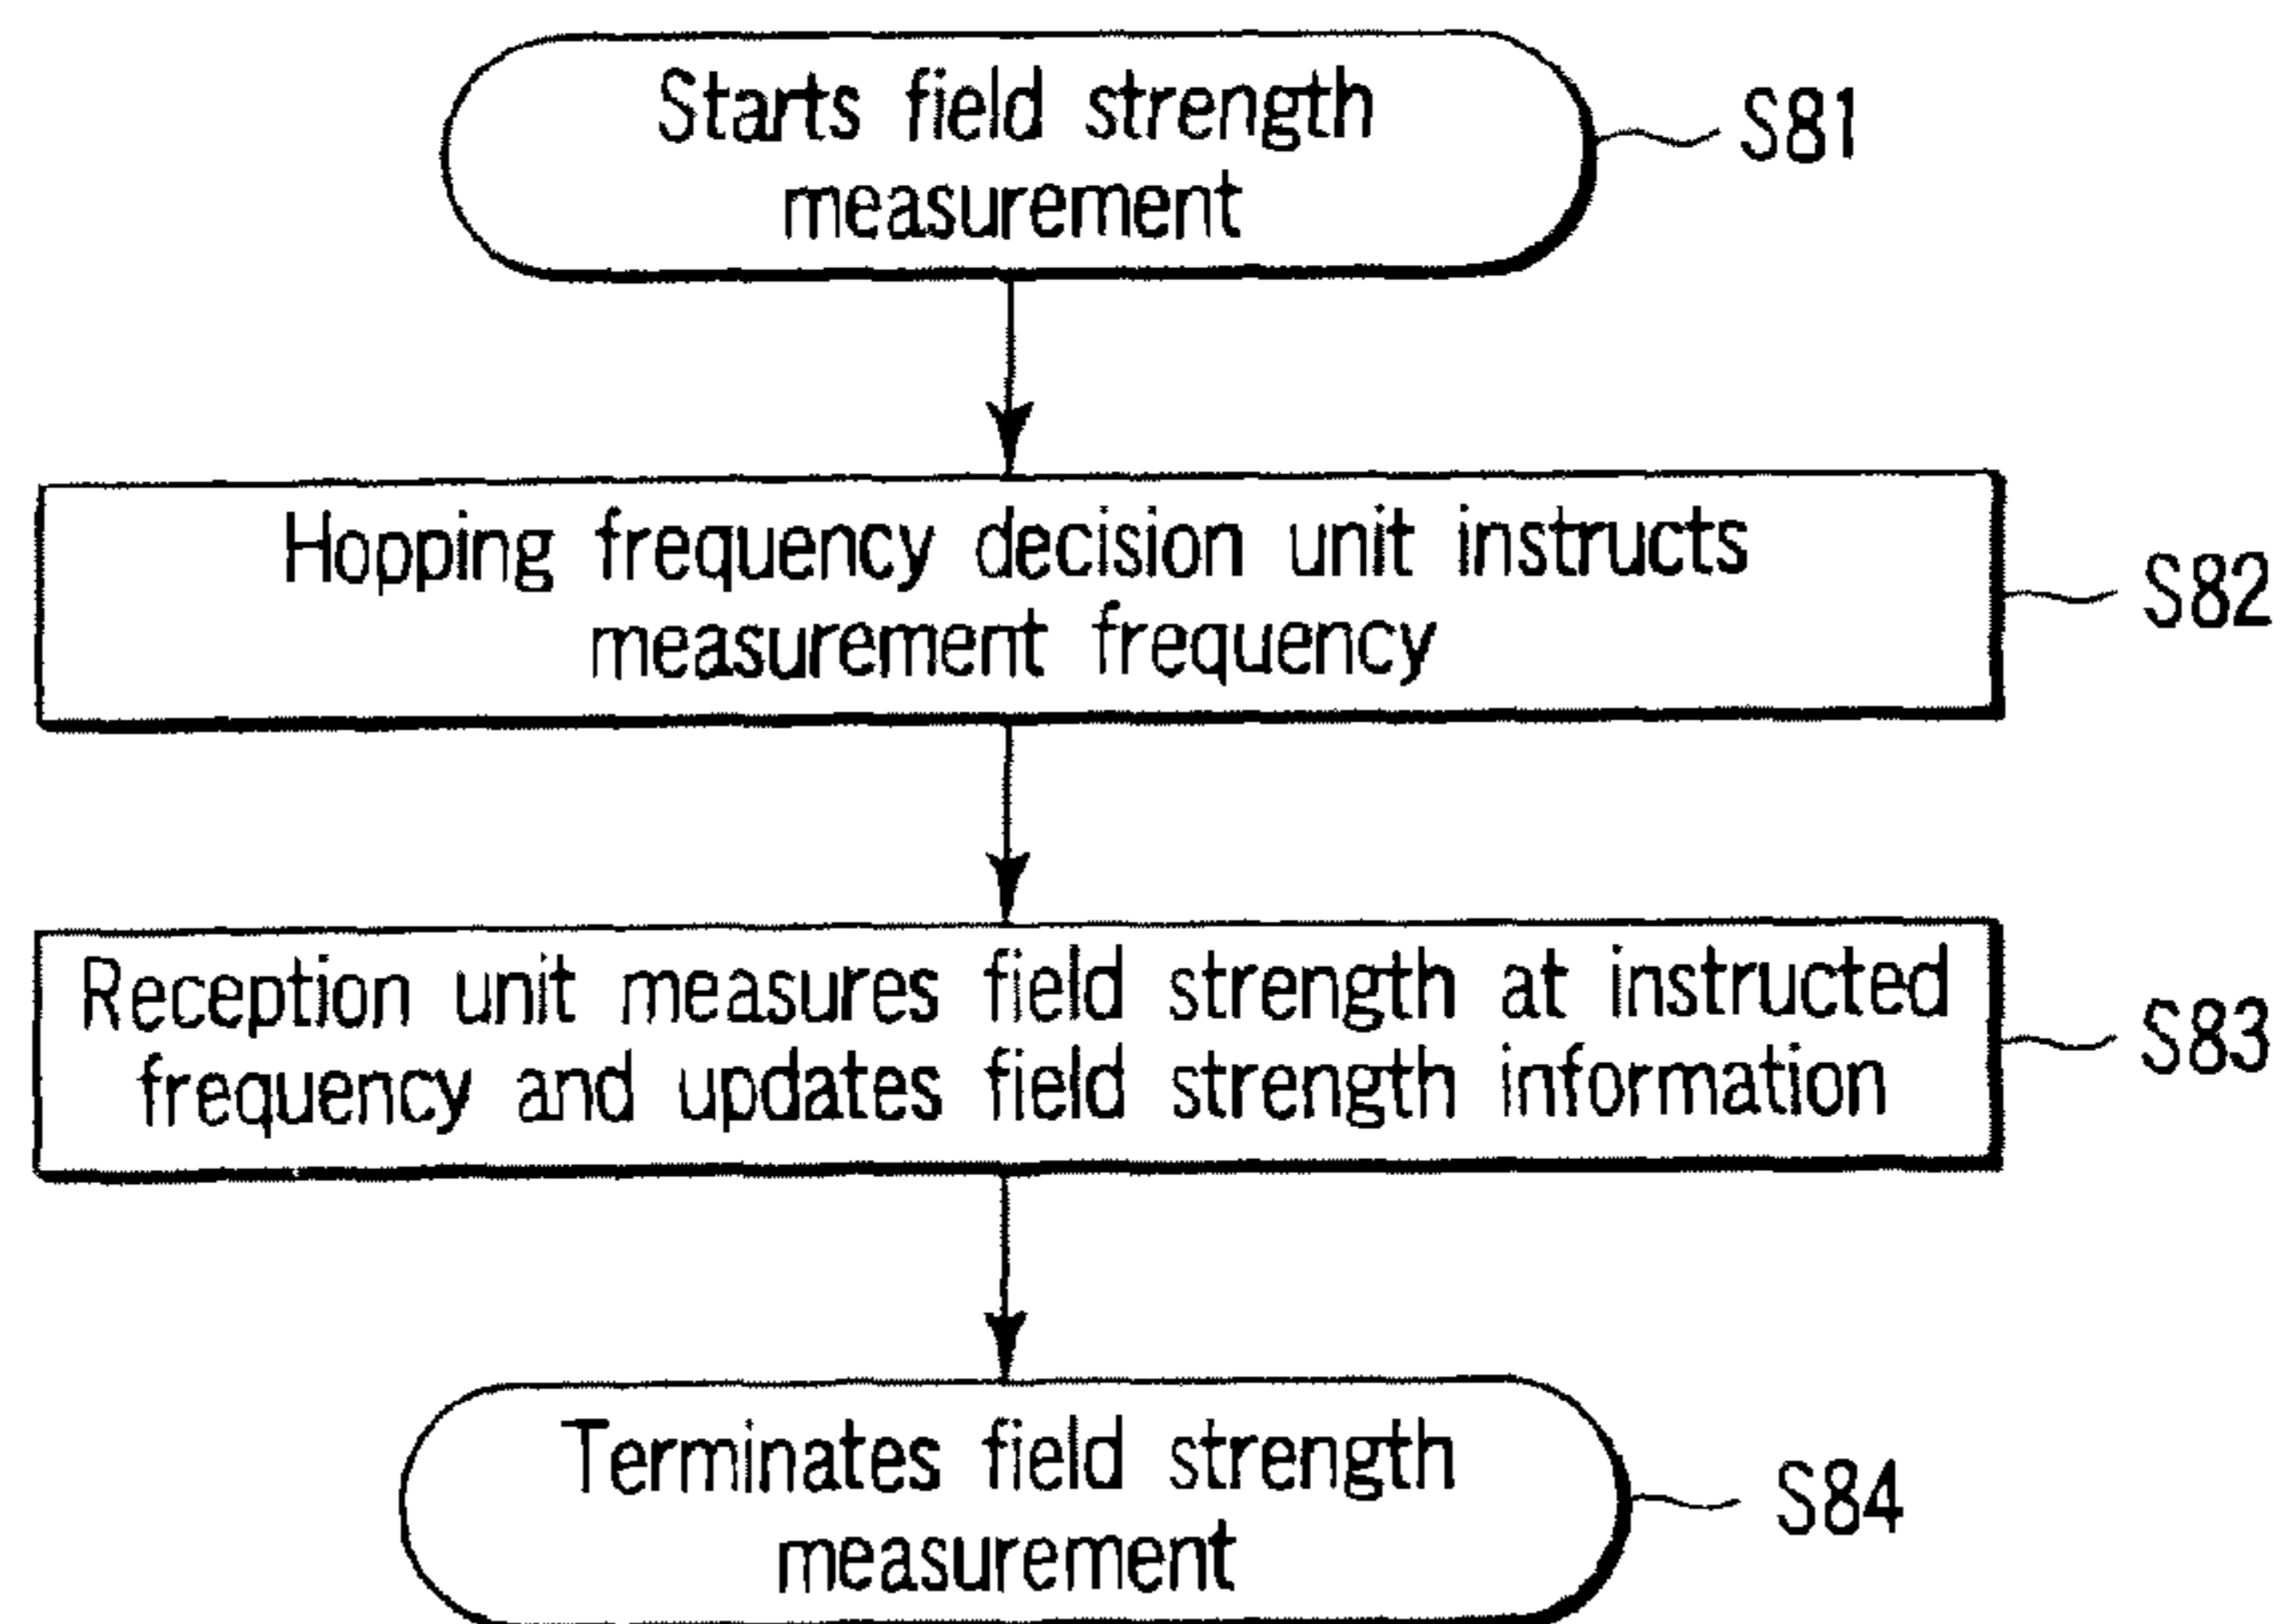 Starts field strength
measurement
S81
Hopping frequency decision unit instructs
measurement frequency
S82
Reception unit measures field strength at instructed
frequency and updates field strength information
S83
Terminates field strength
measurement
S84